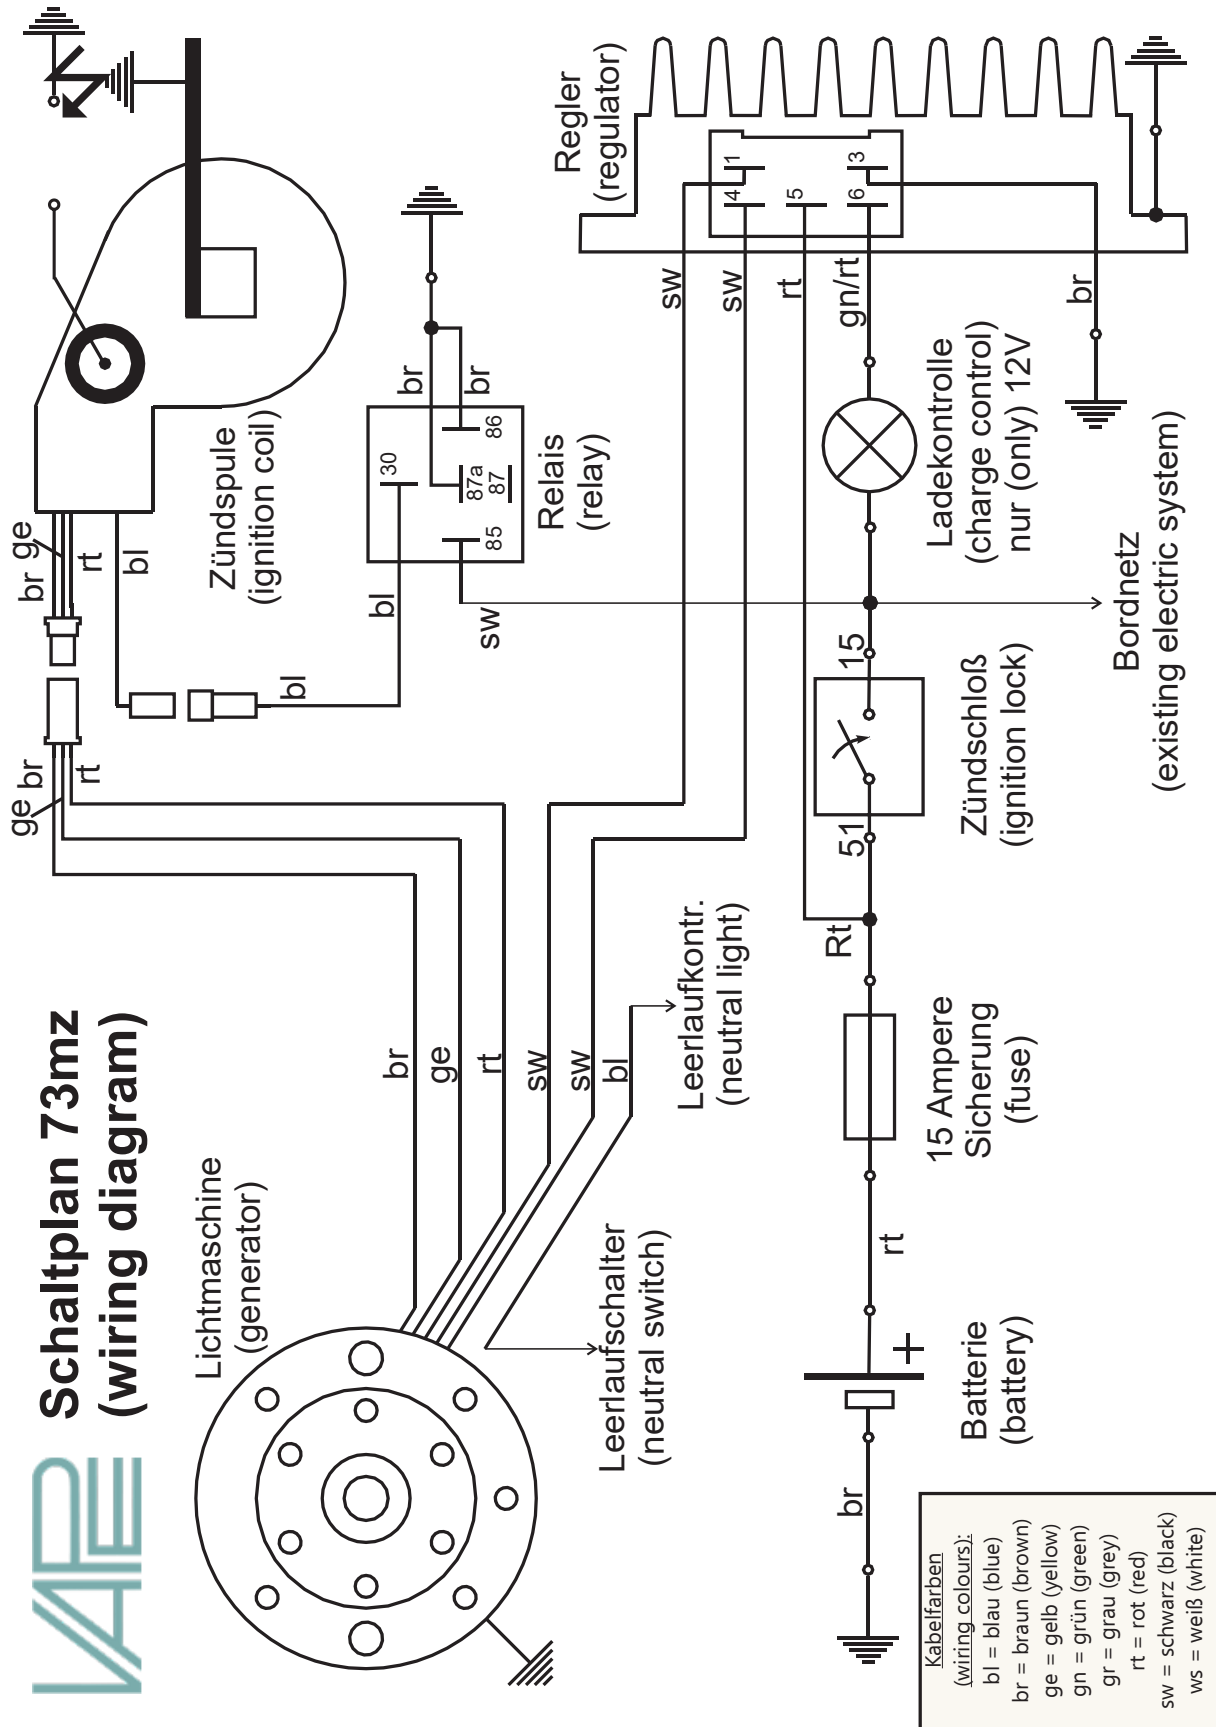 VAPE
Schaltplan 73mz
(wiring diagram)
Lichtmaschine
(generator)
ge
br
rt
br
ge
rt
bl
Zündspule
(ignition coil)
bl
bl
30
87a
87
86
85
br
br
sw
Relais
(relay)
br
ge
rt
sw
sw
bl
Leerlaufschalter
(neutral switch)
Leerlaufkontr.
(neutral light)
Regler
(regulator)
1
4
5
3
6
sw
sw
rt
gn/rt
br
Ladekontrolle
(charge control)
nur (only) 12V
Bordnetz
(existing electric system)
15
51
Zündschloß
(ignition lock)
Rt
15 Ampere
Sicherung
(fuse)
rt
+
Batterie
(battery)
br
Kabelfarben
(wiring colours):
bl = blau (blue)
br = braun (brown)
ge = gelb (yellow)
gn = grün (green)
gr = grau (grey)
rt = rot (red)
sw = schwarz (black)
ws = weiß (white)